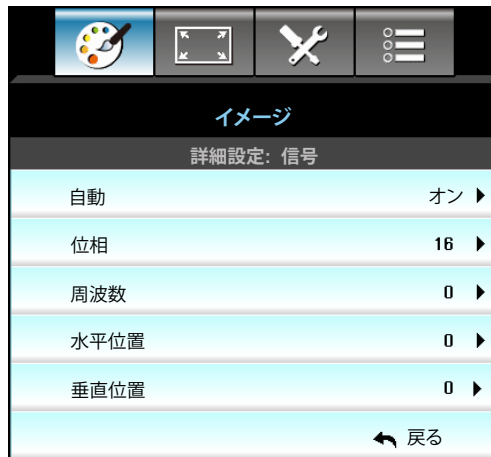 イメージ
詳細設定: 信号
自動 オン
位相 16
周波数 0
水平位置 0
垂直位置 0
戻る